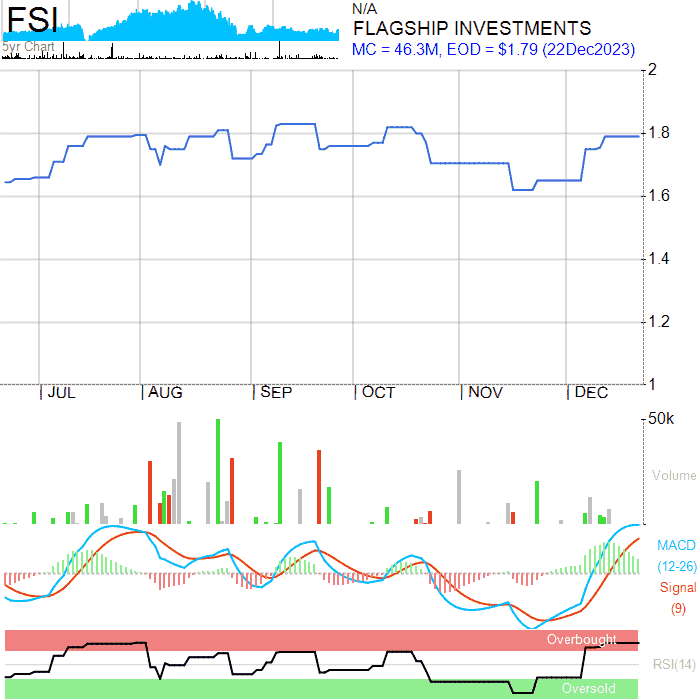 FSI
5yr Chart
N/A
FLAGSHIP INVESTMENTS
MC = 46.3M, EOD = $1.79 (22Dec2023)
2
1.8
1.6
1.4
1.2
1
JUL AUG SEP OCT NOV DEC
50k
Volume
MACD
(12-26)
Signal
(9)
Overbought
RSI(14)
Oversold